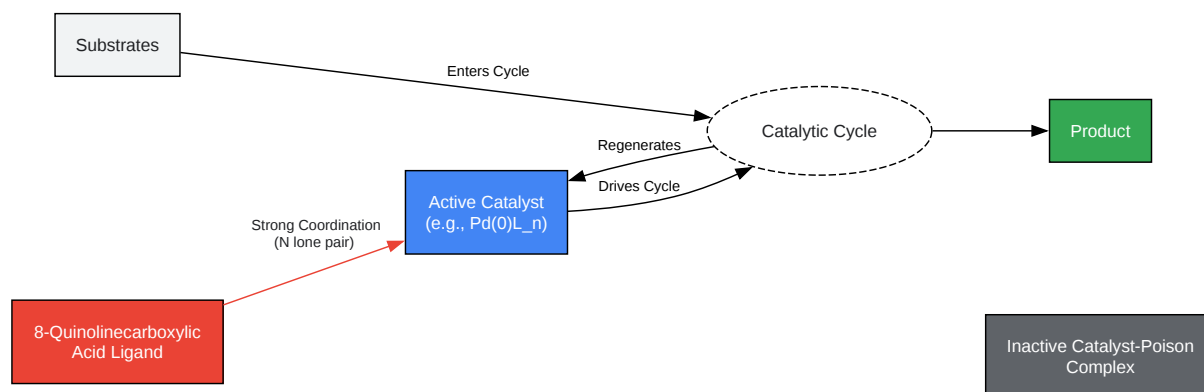 Substrates
Enters Cycle
Catalytic Cycle
Product
Regenerates
Drives Cycle
Active Catalyst
(e.g., Pd(0)L_n)
Strong Coordination
(N lone pair)
8-Quinolinecarboxylic
Acid Ligand
Inactive Catalyst-Poison
Complex